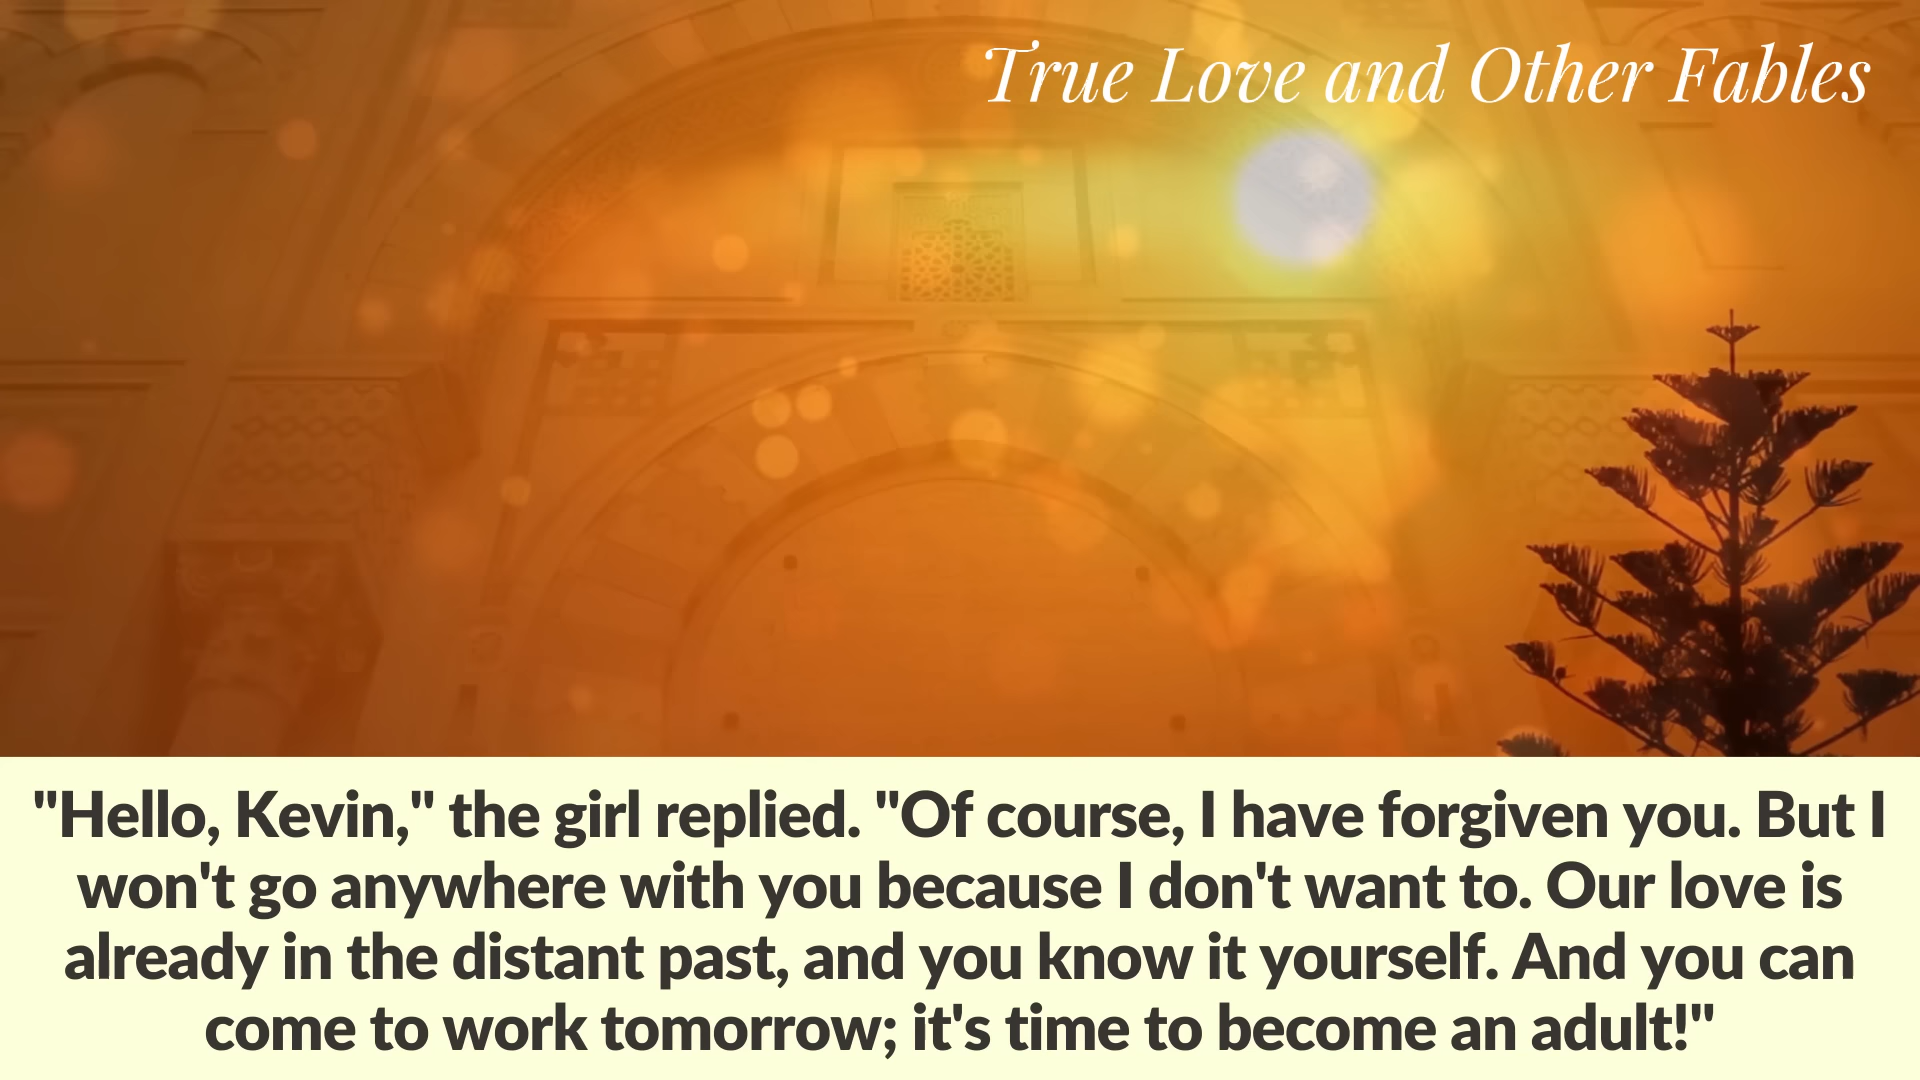 True Love and Other Fables
"Hello, Kevin," the girl replied. "Of course, I have forgiven you. But I
won't go anywhere with you because I don't want to. Our love is
already in the distant past, and you know it yourself. And you can
come to work tomorrow; it's time to become an adult!"